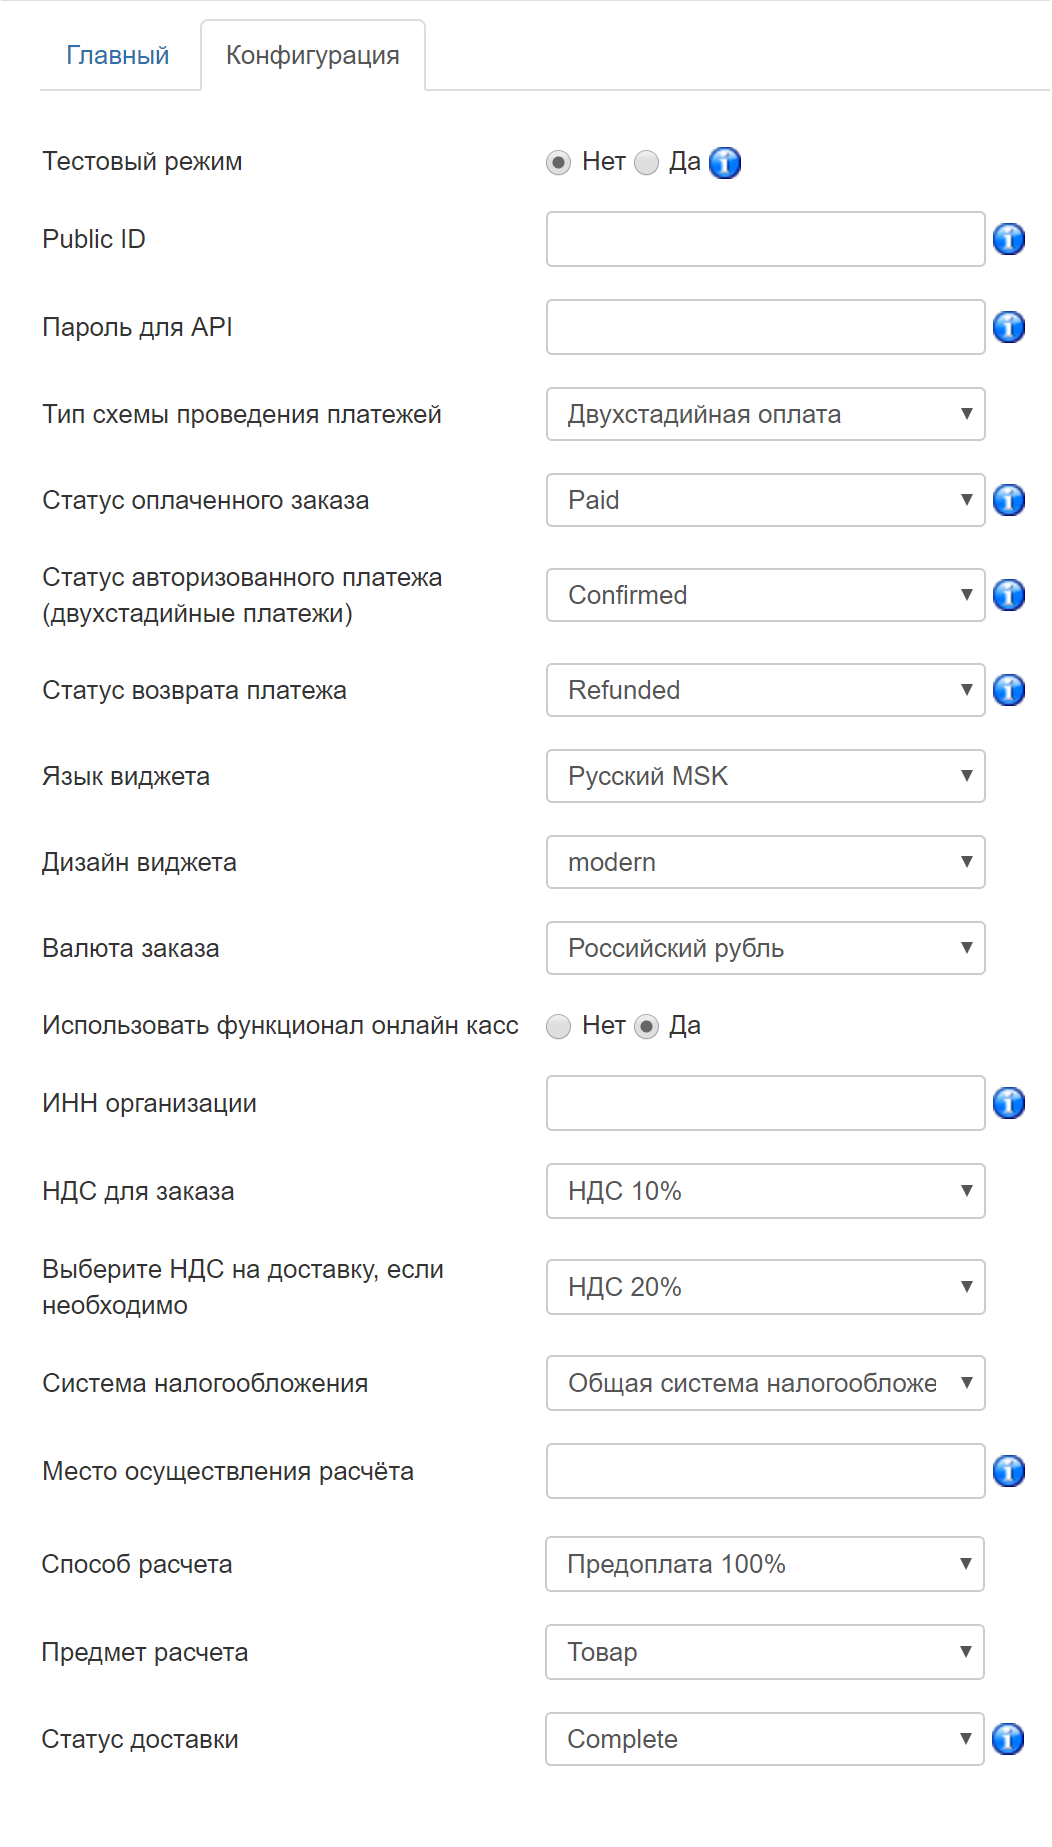 Главный Конфигурация
Тестовый режим Нет Да
Public ID
Пароль для API
Тип схемы проведения платежей Двухстадийная оплата
Статус оплаченного заказа Paid
Статус авторизованного платежа
(двухстадийные платежи) Confirmed
Статус возврата платежа Refunded
Язык виджета Русский MSK
Дизайн виджета modern
Валюта заказа Российский рубль
Использовать функционал онлайн касс Нет Да
ИНН организации
НДС для заказа НДС 10%
Выберите НДС на доставку, если
необходимо НДС 20%
Система налогообложения Общая система налогообложе
Место осуществления расчёта
Способ расчета Предоплата 100%
Предмет расчета Товар
Статус доставки Complete